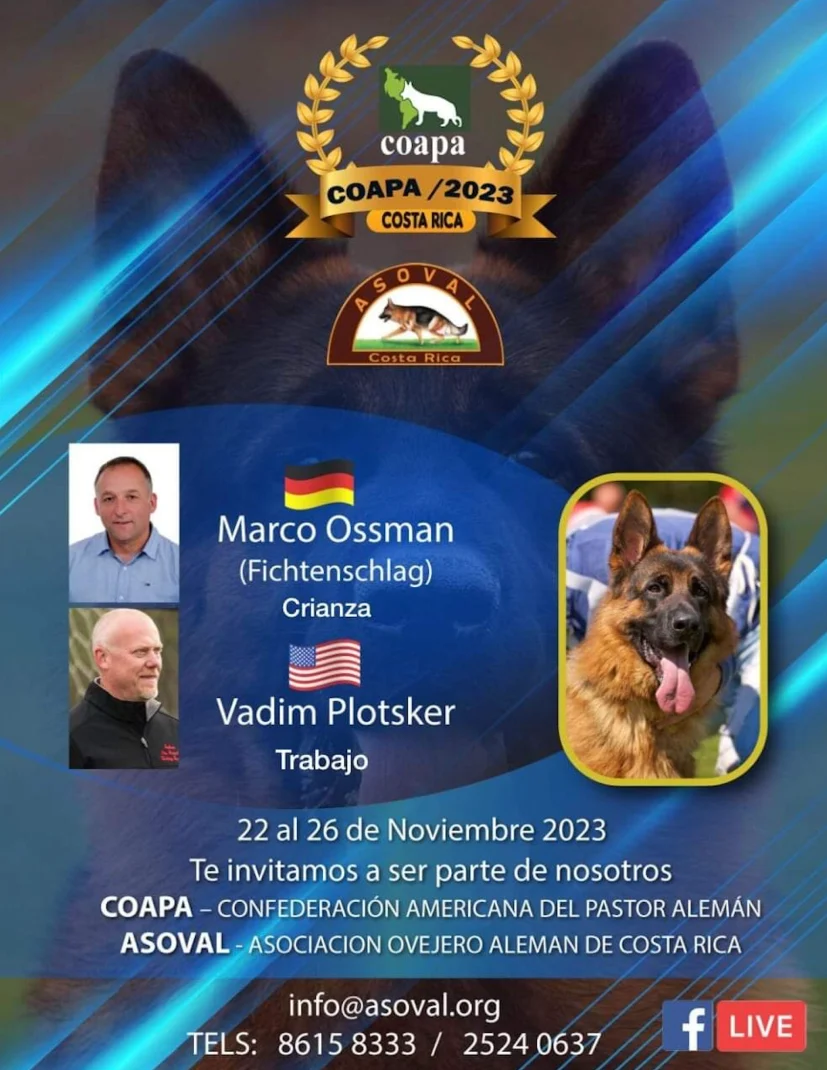 coapa
COAPA / 2023
COSTA RICA
ASOVAL
Costa Rica
Marco Ossman
(Fichtenschlag)
Crianza
Vadim Plotsker
Trabajo
22 al 26 de Noviembre 2023
Te invitamos a ser parte de nosotros
COAPA – CONFEDERACIÓN AMERICANA DEL PASTOR ALEMÁN
ASOVAL - ASOCIACION OVEJERO ALEMAN DE COSTA RICA
info@asoval.org
TELS: 8615 8333 / 2524 0637
f LIVE